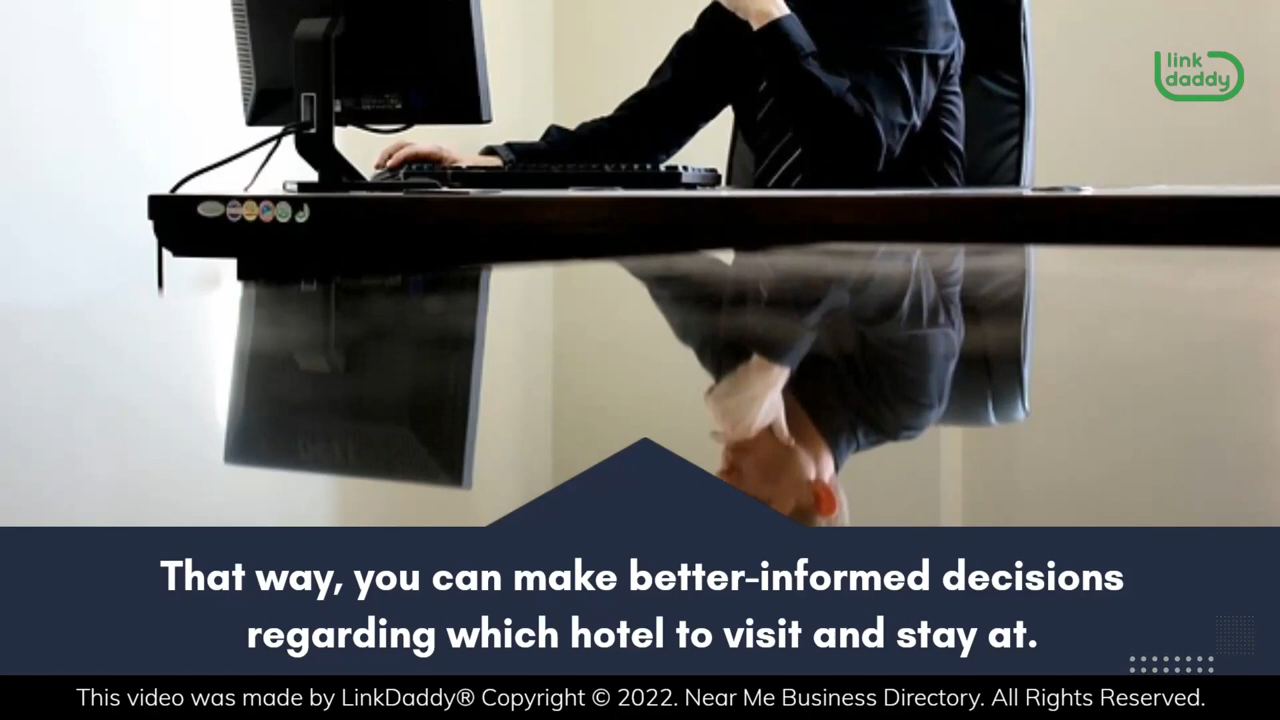 link
daddy
That way, you can make better-informed decisions
regarding which hotel to visit and stay at.
This video was made by LinkDaddy® Copyright © 2022. Near Me Business Directory. All Rights Reserved.